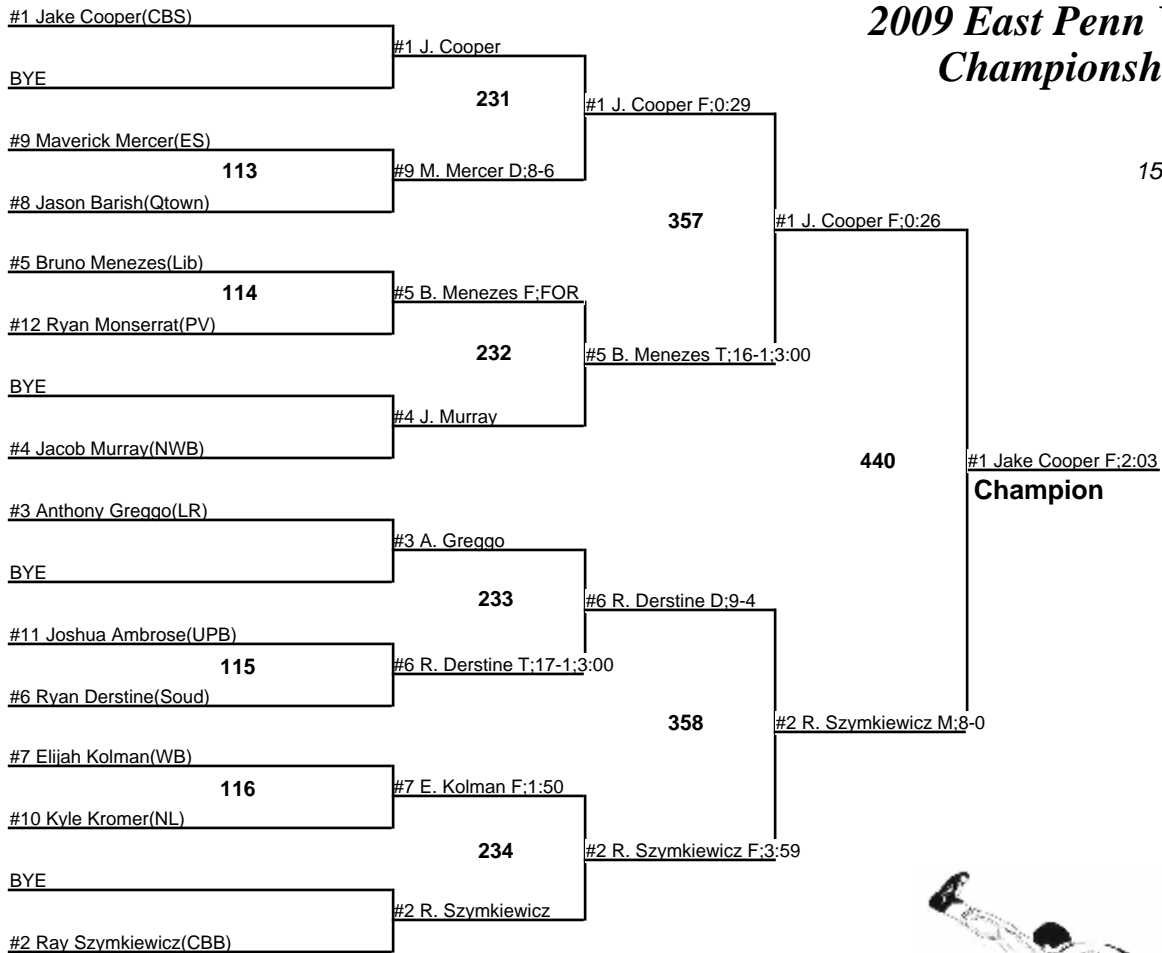 2009 East Penn
Championsh
15
#1 Jake Cooper(CBS)
BYE
#9 Maverick Mercer(ES)
113
#8 Jason Barish(Qtown)
#5 Bruno Menezes(Lib)
114
#12 Ryan Monserrat(PV)
BYE
#4 Jacob Murray(NWB)
#3 Anthony Greggo(LR)
BYE
#11 Joshua Ambrose(UPB)
115
#6 Ryan Derstine(Soud)
#7 Elijah Kolman(WB)
116
#10 Kyle Kromer(NL)
BYE
#2 Ray Szymkiewicz(CBB)
#1 J. Cooper
231
#9 M. Mercer D;8-6
#5 B. Menezes F;FOR
232
#4 J. Murray
#3 A. Greggo
233
#6 R. Derstine T;17-1;3:00
#7 E. Kolman F;1:50
234
#2 R. Szymkiewicz
#1 J. Cooper F;0:29
357
#5 B. Menezes T;16-1;3:00
#6 R. Derstine D;9-4
358
#2 R. Szymkiewicz F;3:59
#1 J. Cooper F;0:26
440
#2 R. Szymkiewicz M;8-0
#1 Jake Cooper F;2:03
Champion